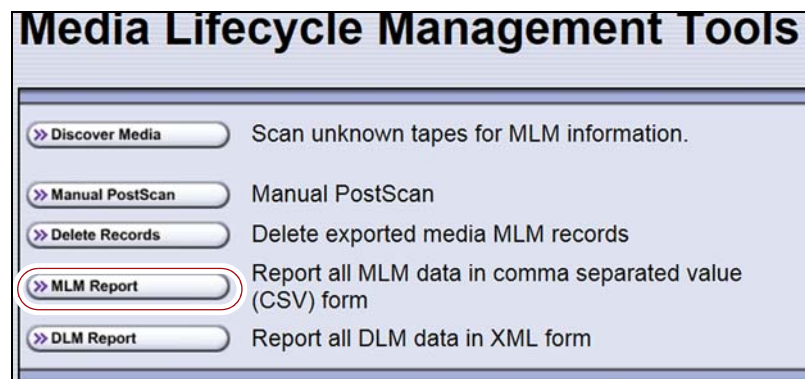 Media Lifecycle Management Tools
>> Discover Media Scan unknown tapes for MLM information.
>> Manual PostScan Manual PostScan
>> Delete Records Delete exported media MLM records
>> MLM Report Report all MLM data in comma separated value
(CSV) form
>> DLM Report Report all DLM data in XML form